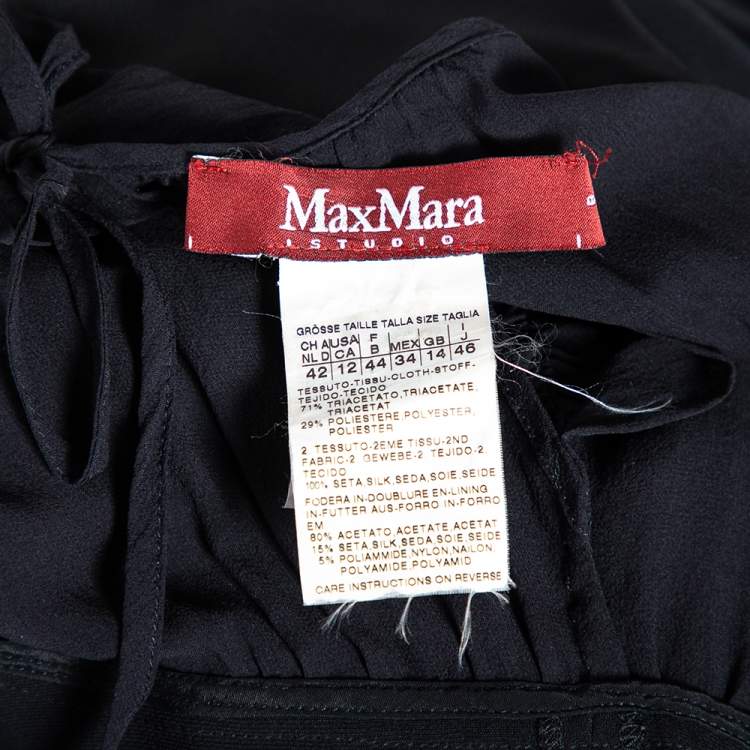 MaxMara
STUDIO
GRÖSSE TAILLE TALLA SIZE TAGLIA
CH A USA F I
NL D CA B MEX GB J
42 12 44 34 14 46
TESSUTO-TISSU-CLOTH-STOFF-
TEJIDO-TECIDO
71% TRIACETATO,TRIACETATE,
TRIACETAT
29% POLIESTERE,POLYESTER,
POLIESTER
2. TESSUTO-2EME TISSU-2ND
FABRIC-2. GEWEBE-2 TEJIDO-2.
TECIDO
100% SETA,SILK,SEDA,SOIE,SEIDE
FODERA IN-DOUBLURE EN-LINING
IN-FUTTER AUS-FORRO IN-FORRO
EM
80% ACETATO,ACETATE,ACETAT
15% SETA,SILK,SEDA,SOIE,SEIDE
5% POLIAMMIDE,NYLON,NAILON,
POLYAMIDE,POLYAMID
CARE INSTRUCTIONS ON REVERSE